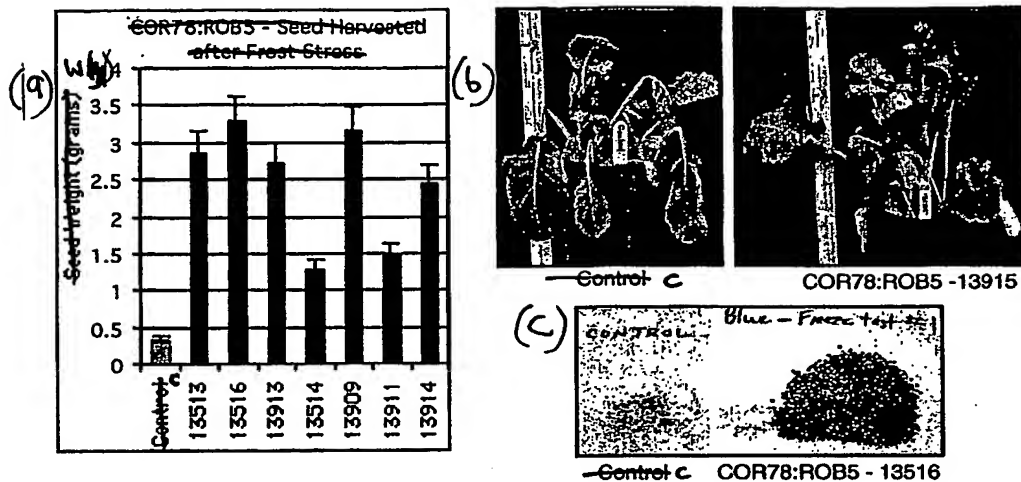 COR78:ROB5 - Seed Harvested
after Frost Stress
(a)
Seed height (grams)
4
3.5
3
2.5
2
1.5
1
0.5
0
Control c
13513
13516
13913
13514
13909
13911
13914
(b)
Control c
COR78:ROB5 -13915
(C)
CONTROL -
Blue - FREEZE test
Control c
COR78:ROB5 - 13516